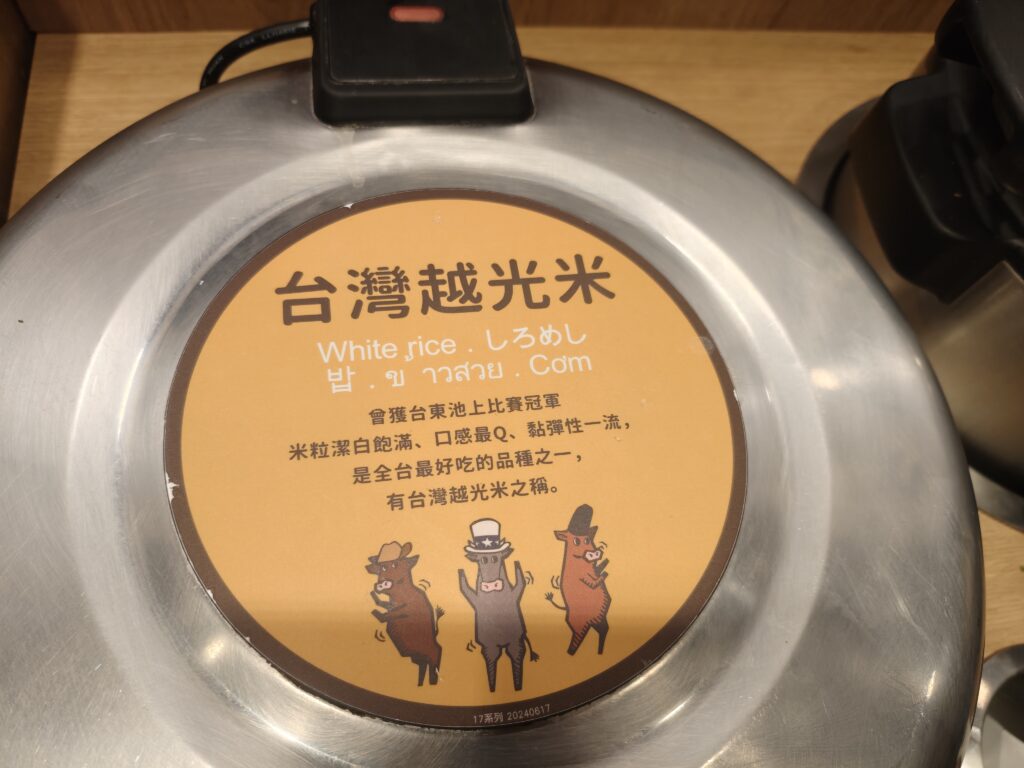 台灣越光米
White rice . しろめし
밥 . ข้าวสวย . Cơm
曾獲台東池上比賽冠軍
米粒潔白飽滿、口感最Q、黏彈性一流，
是全台最好吃的品種之一，
有台灣越光米之稱。
17系列 20240617